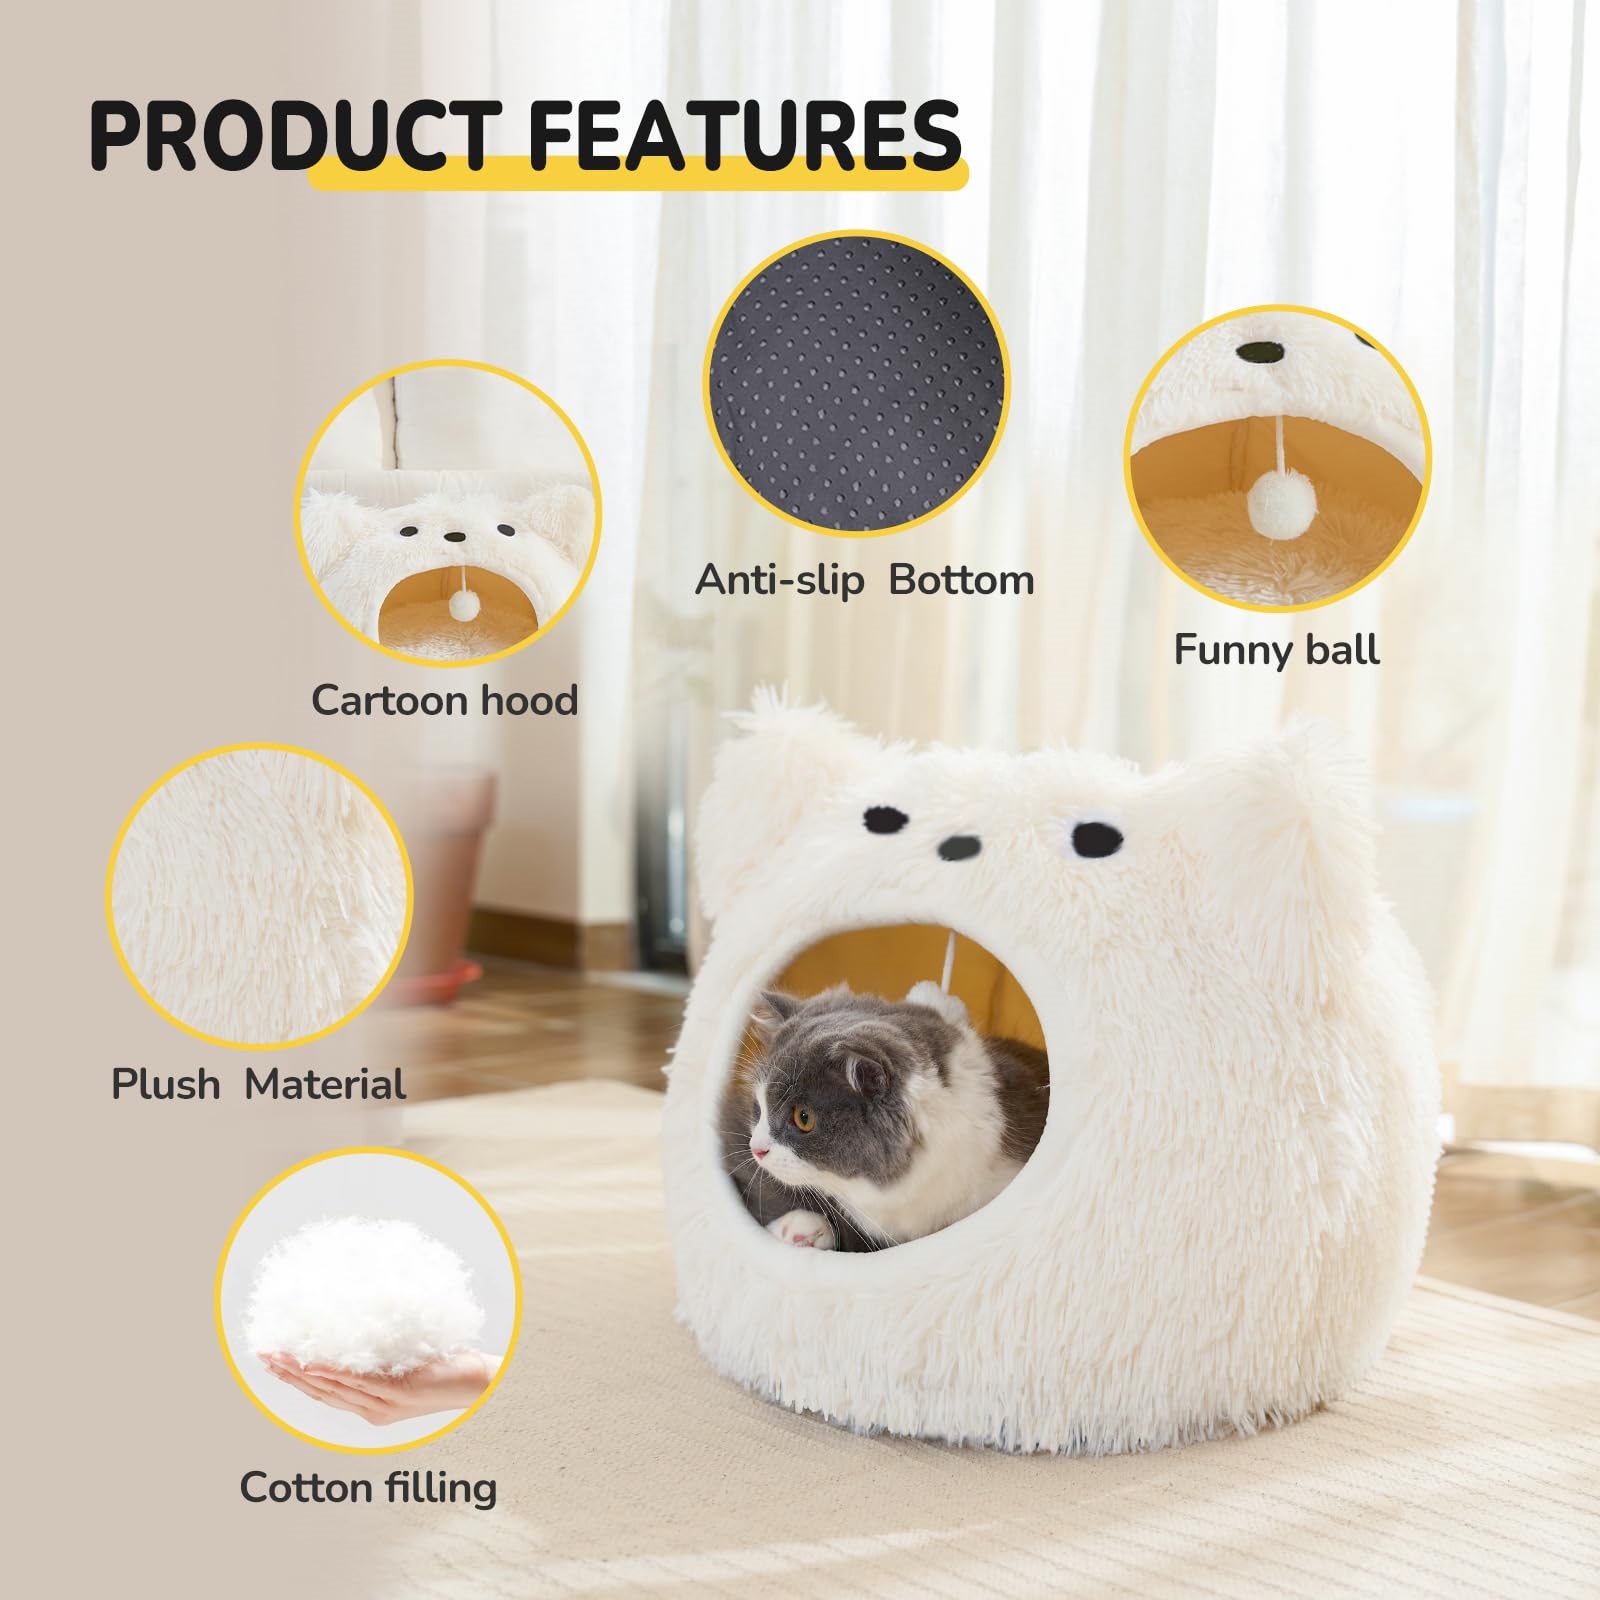 PRODUCT FEATURES
Anti-slip Bottom
Funny ball
Cartoon hood
Plush Material
Cotton filling